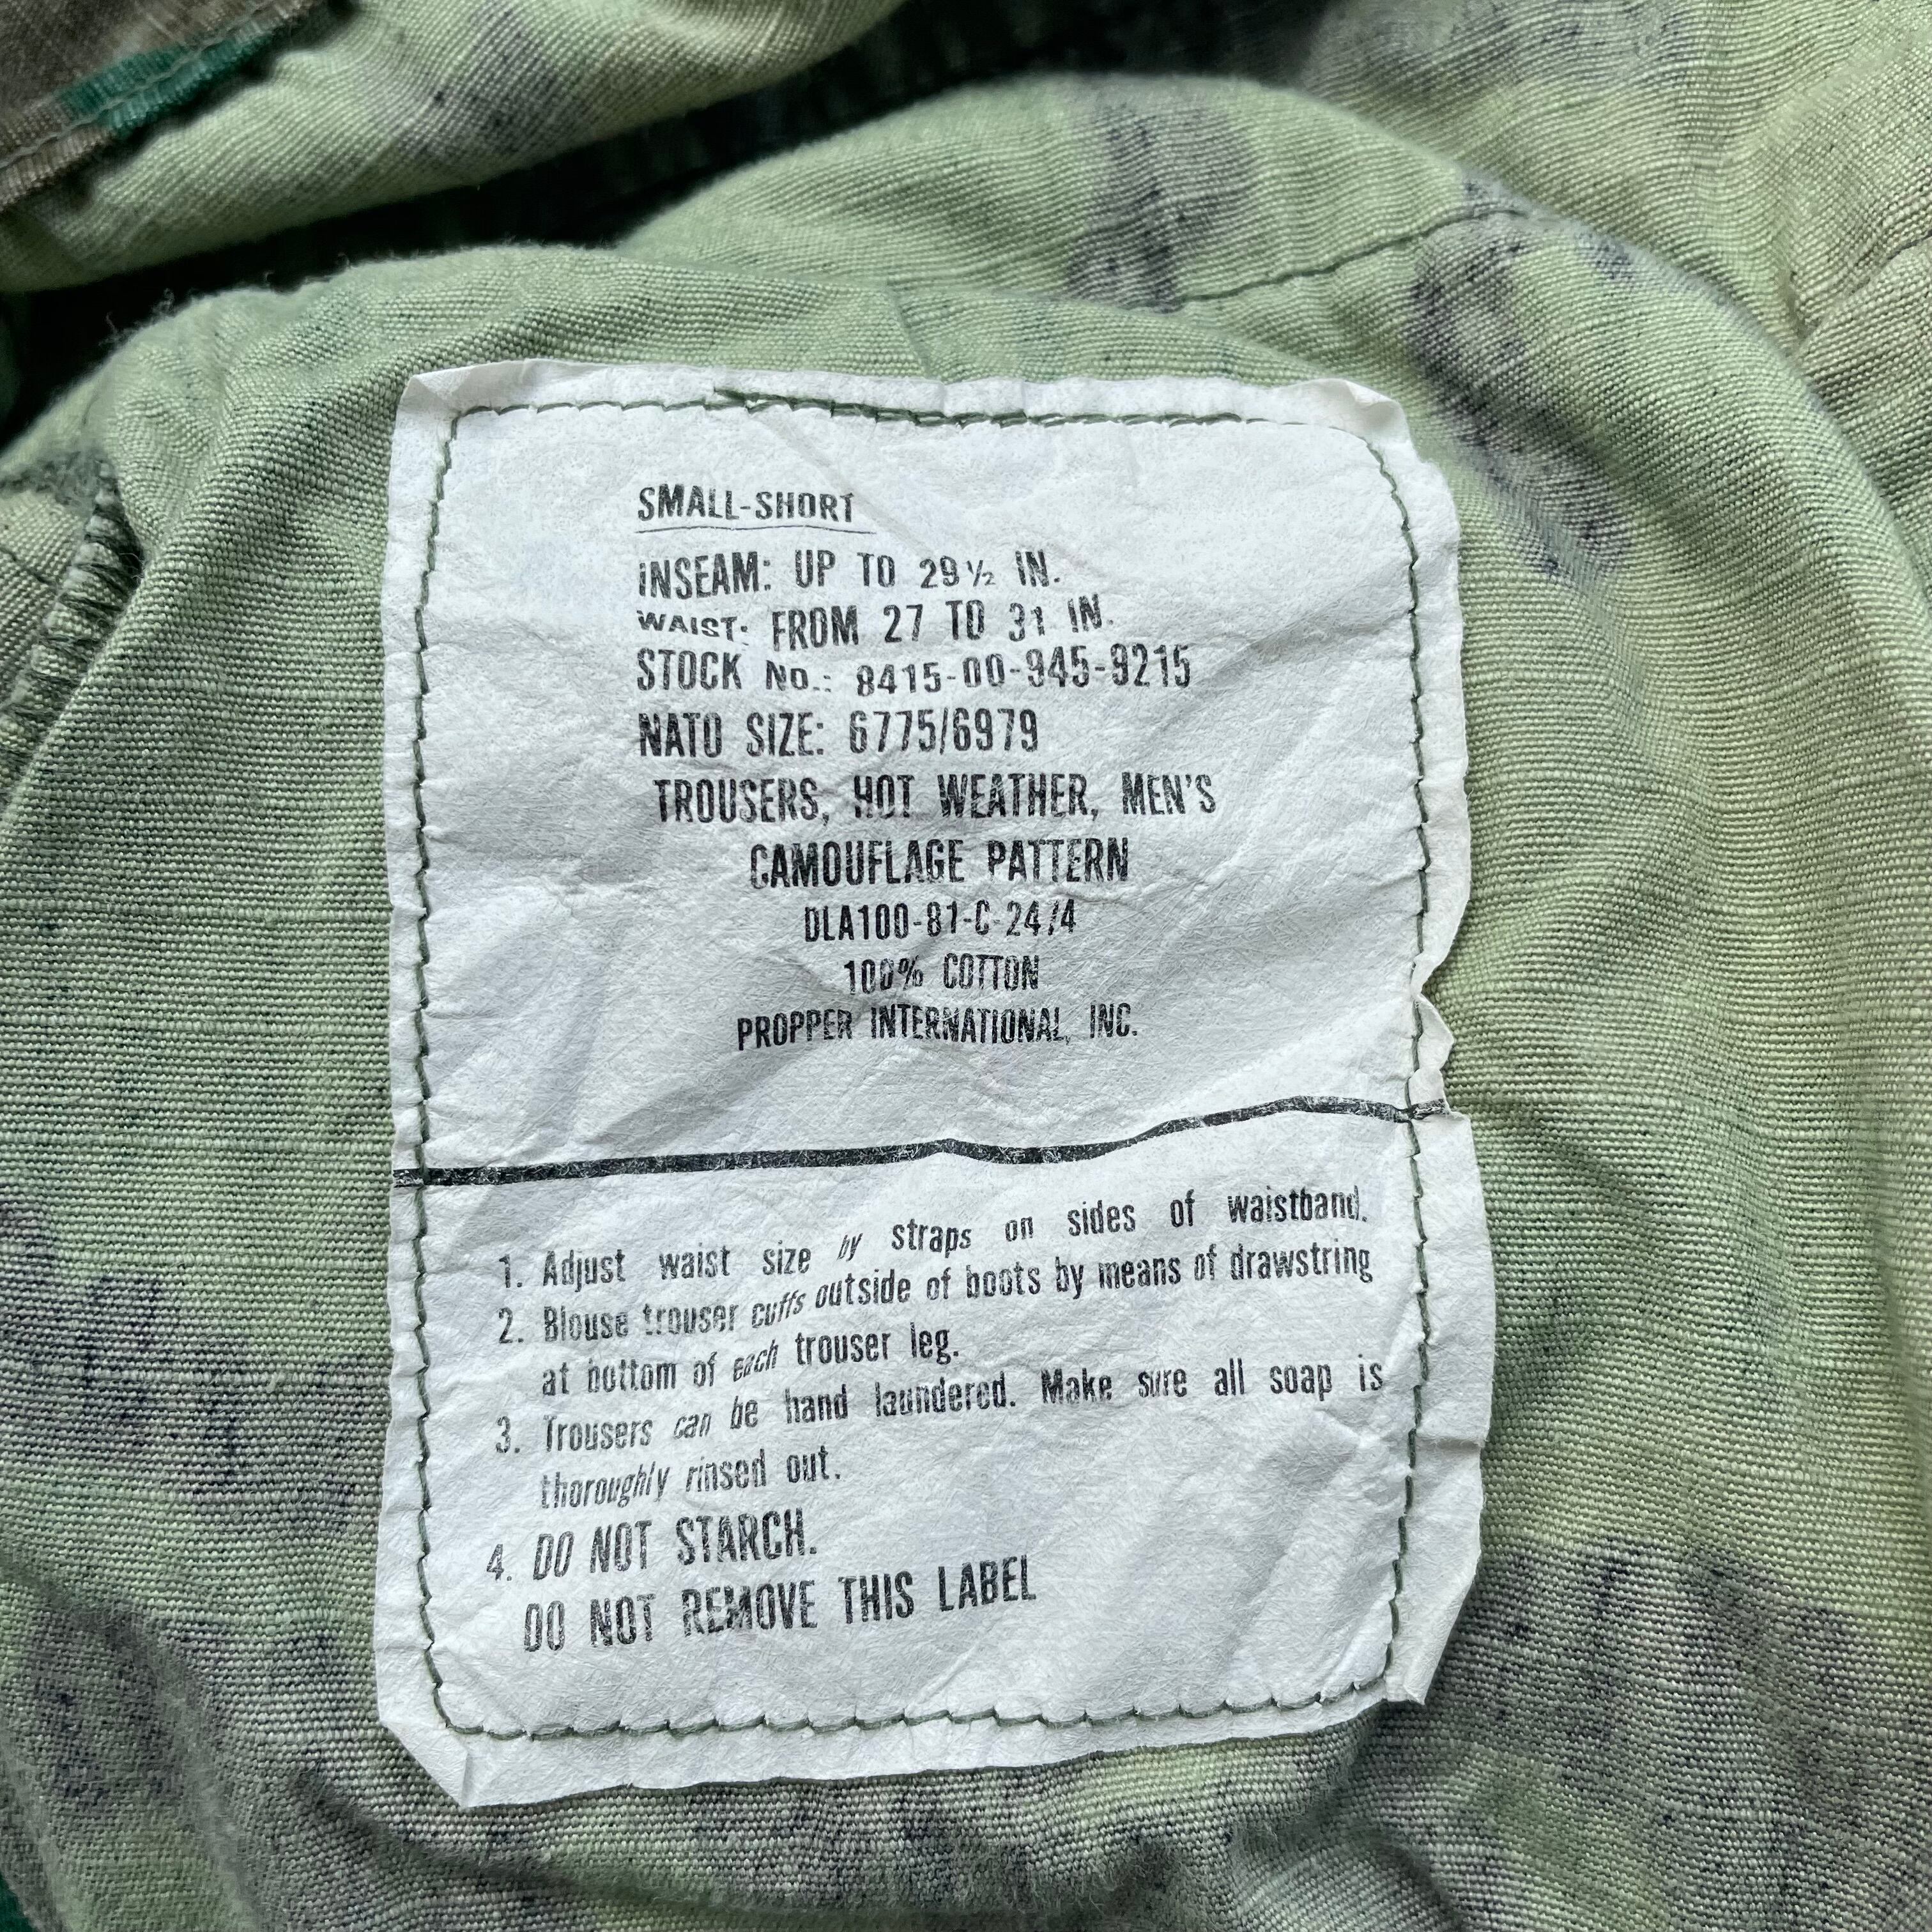 SMALL-SHORT
INSEAM: UP TO 29½ IN.
WAIST: FROM 27 TO 31 IN.
STOCK No.: 8415-00-945-9215
NATO SIZE: 6775/6979
TROUSERS, HOT WEATHER, MEN'S
CAMOUFLAGE PATTERN
DLA100-81-C-24/4
100% COTTON
PROPPER INTERNATIONAL, INC.
1. Adjust waist size by straps on sides of waistband.
2. Blouse trouser cuffs outside of boots by means of drawstring
at bottom of each trouser leg.
3. Trousers can be hand laundered. Make sure all soap is
thoroughly rinsed out.
4. DO NOT STARCH.
DO NOT REMOVE THIS LABEL